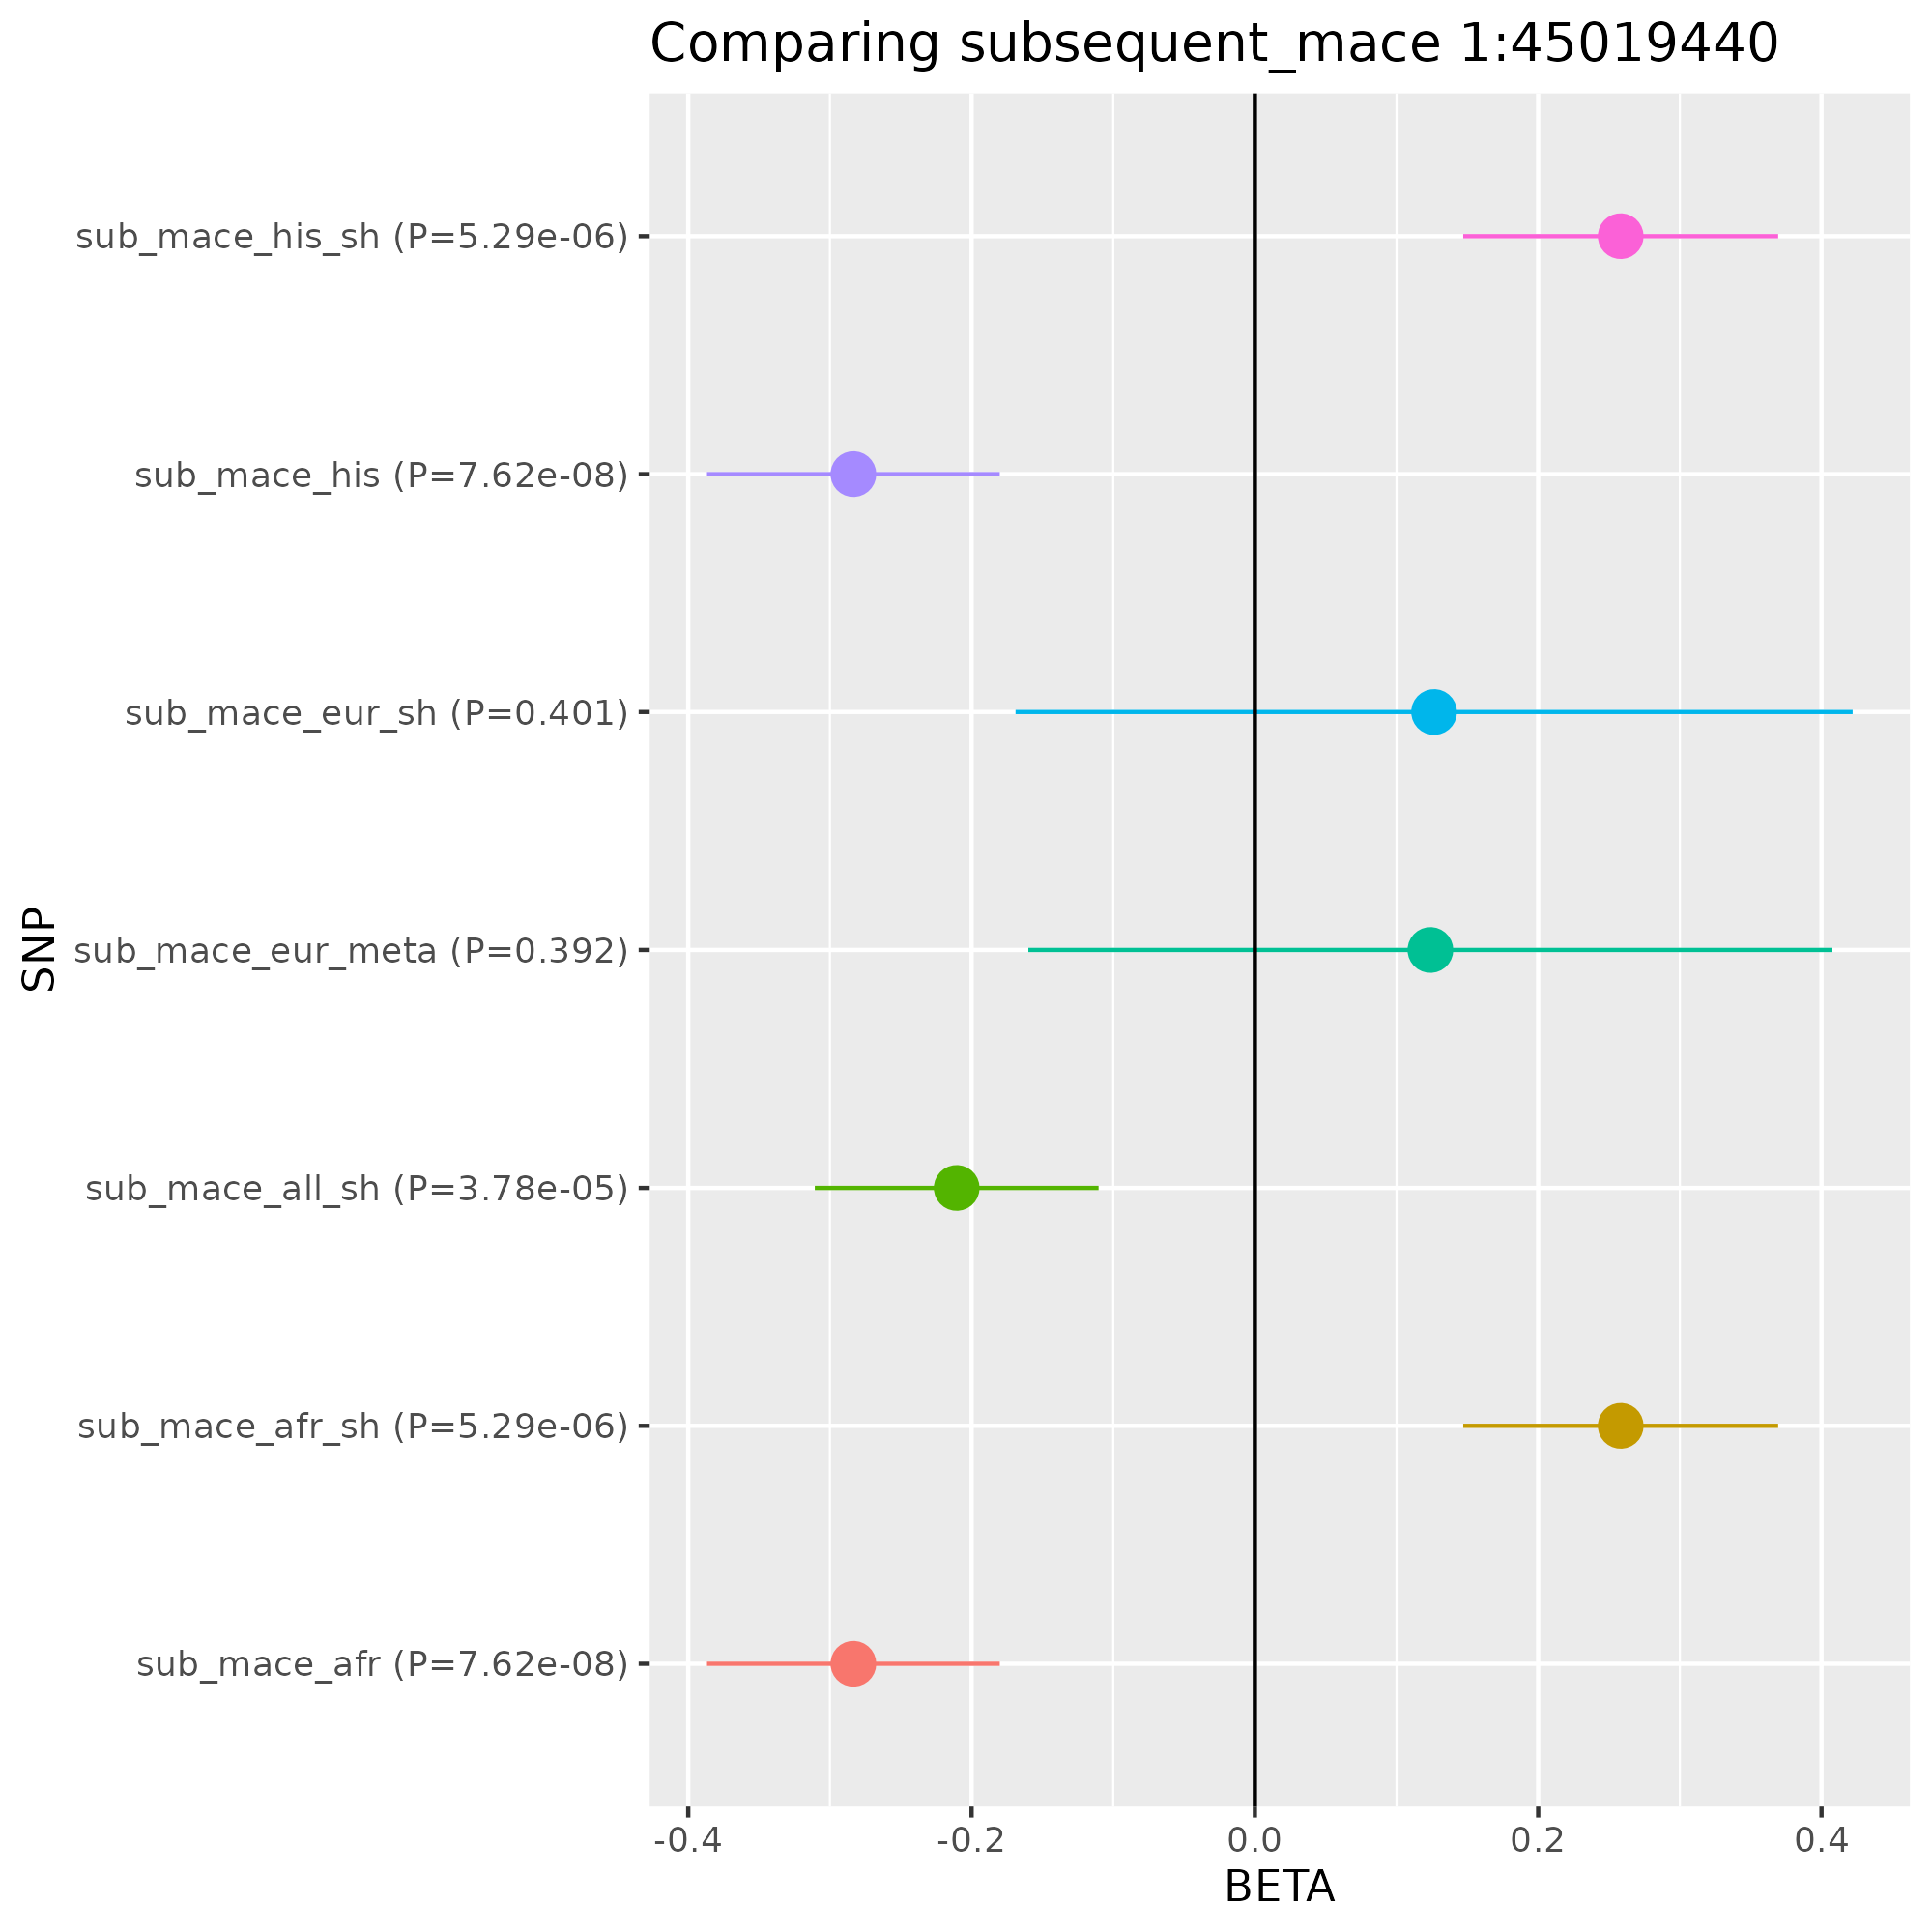 Comparing subsequent_mace 1:45019440
sub_mace_his_sh (P=5.29e-06)
sub_mace_his (P=7.62e-08)
sub_mace_eur_sh (P=0.401)
SNP
sub_mace_eur_meta (P=0.392)
sub_mace_all_sh (P=3.78e-05)
sub_mace_afr_sh (P=5.29e-06)
sub_mace_afr (P=7.62e-08)
-0.4 -0.2 0.0 0.2 0.4
BETA